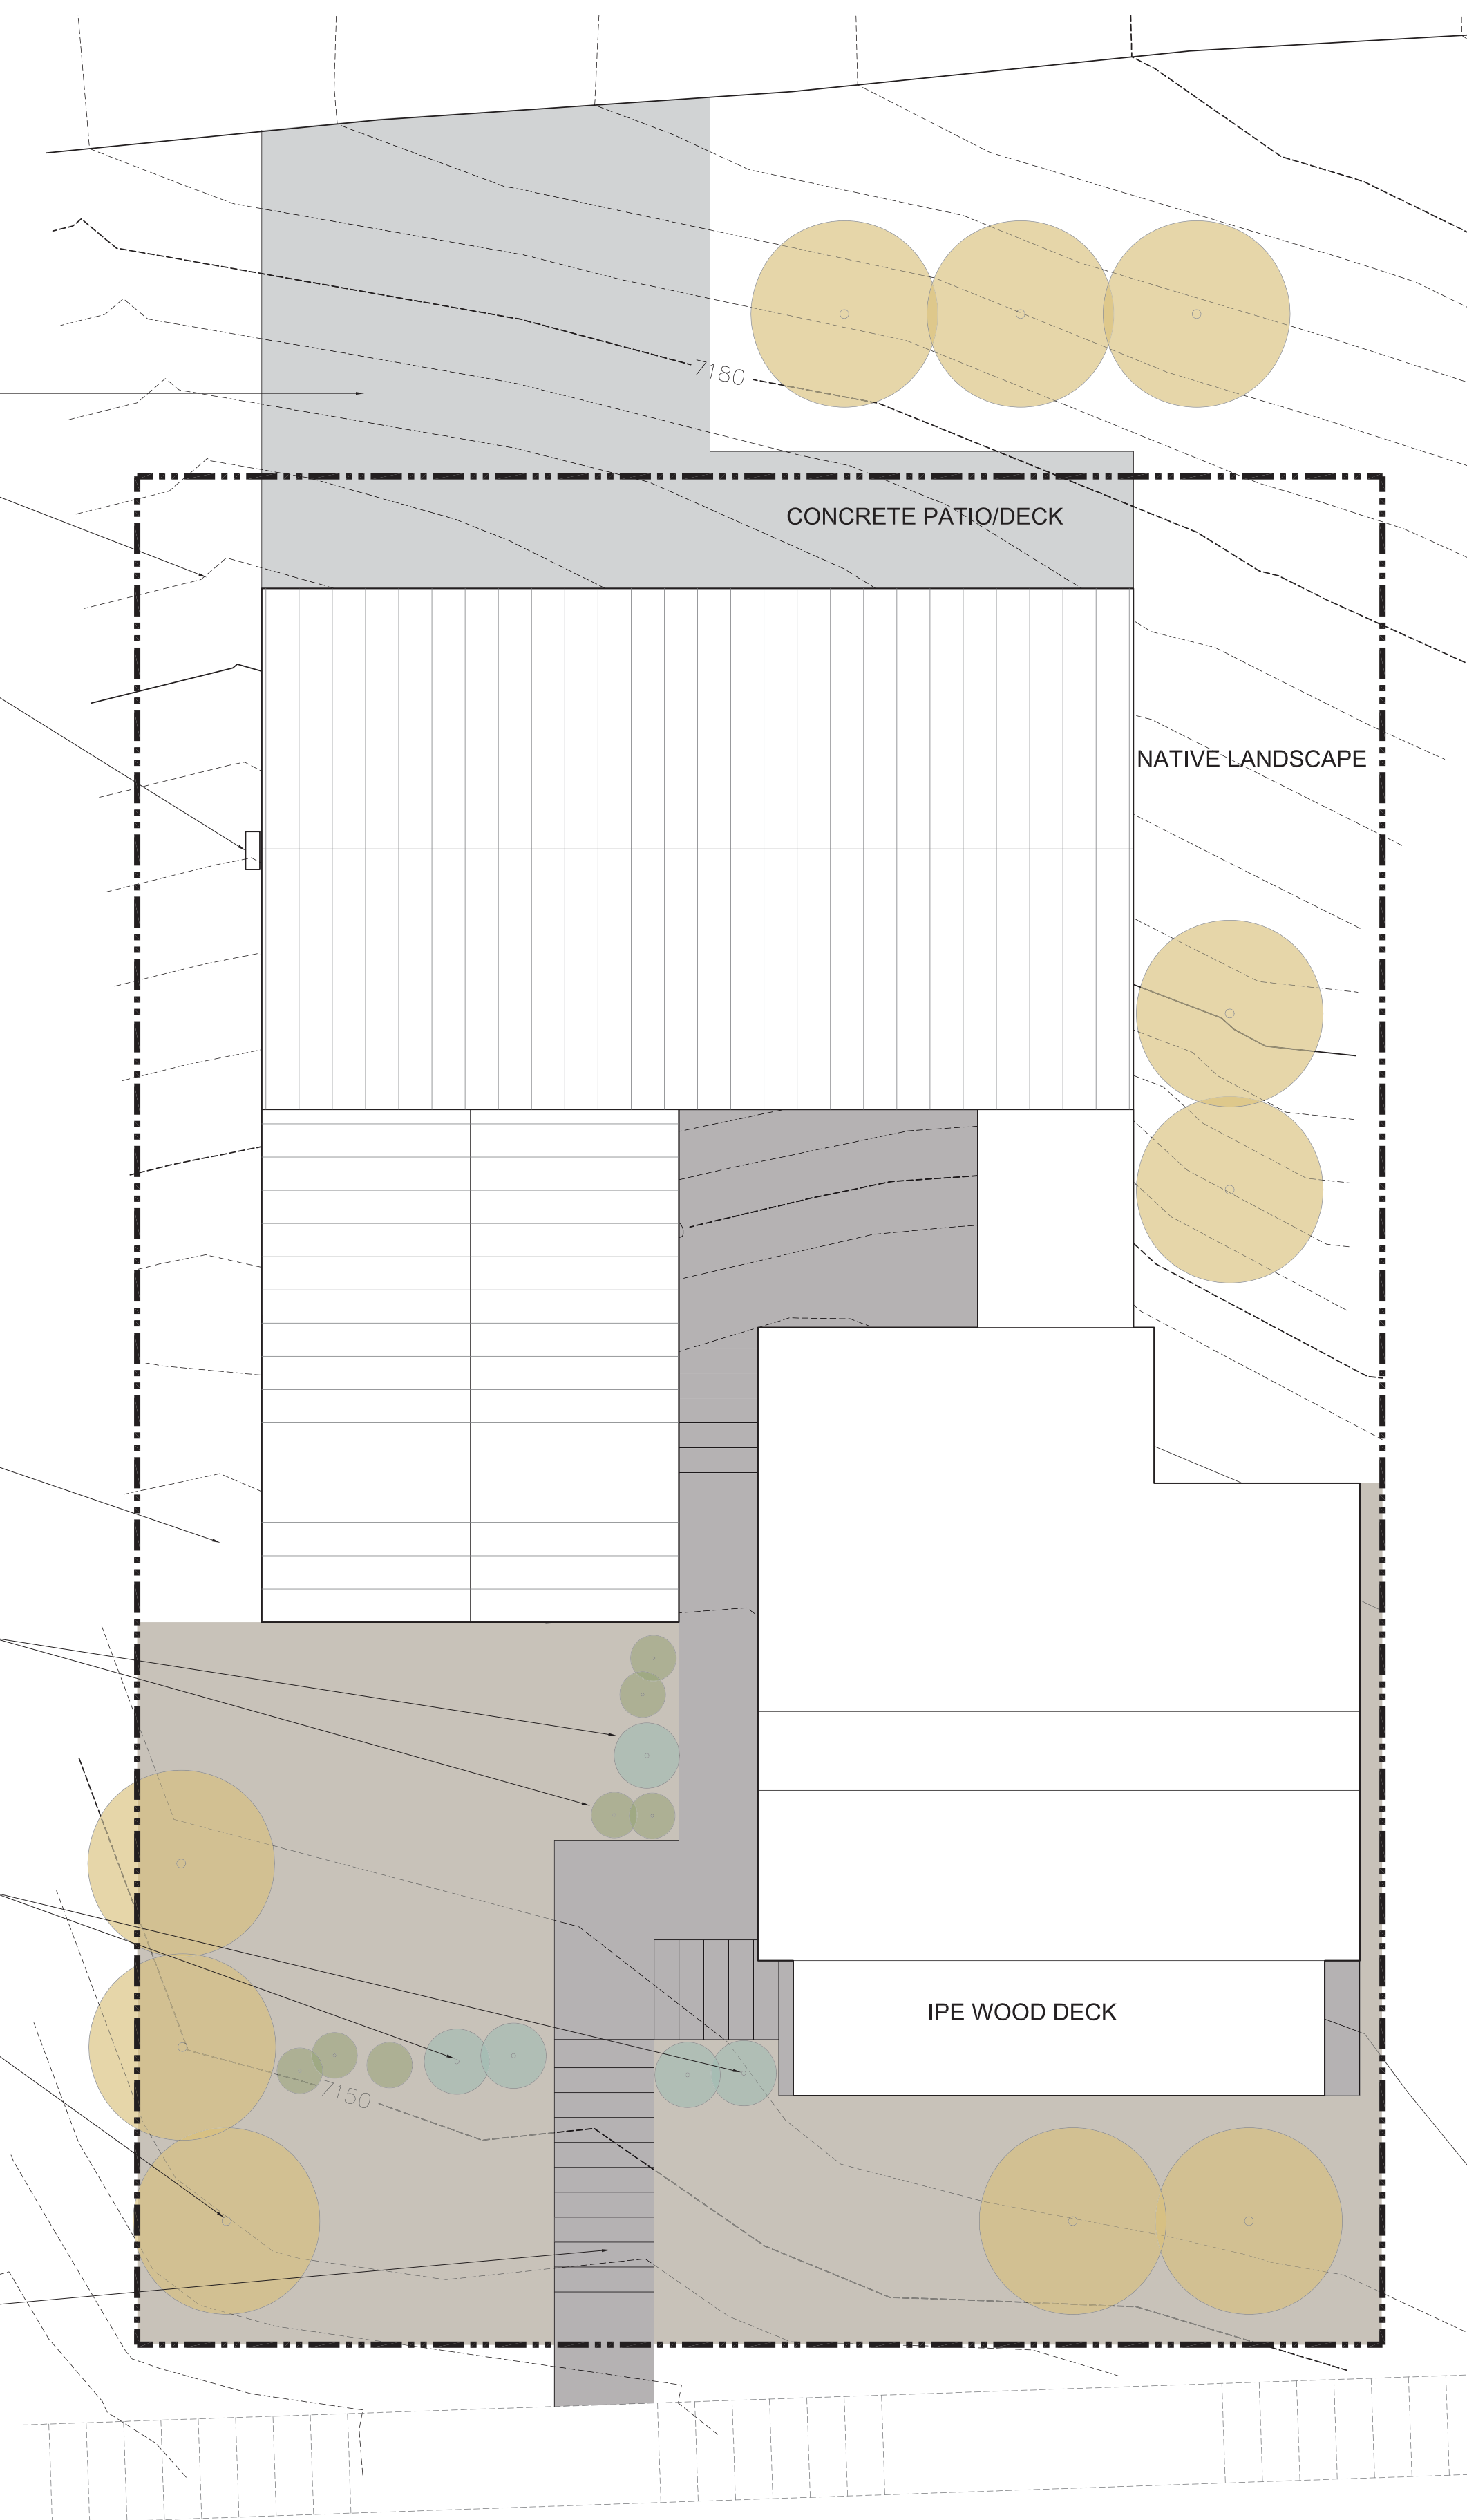 7180
CONCRETE PATIO/DECK
NATIVE LANDSCAPE
IPE WOOD DECK
7150